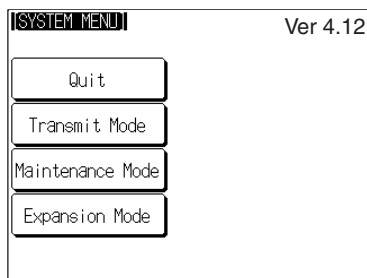 [SYSTEM MENU]
Ver 4.12
Quit
Transmit Mode
Maintenance Mode
Expansion Mode